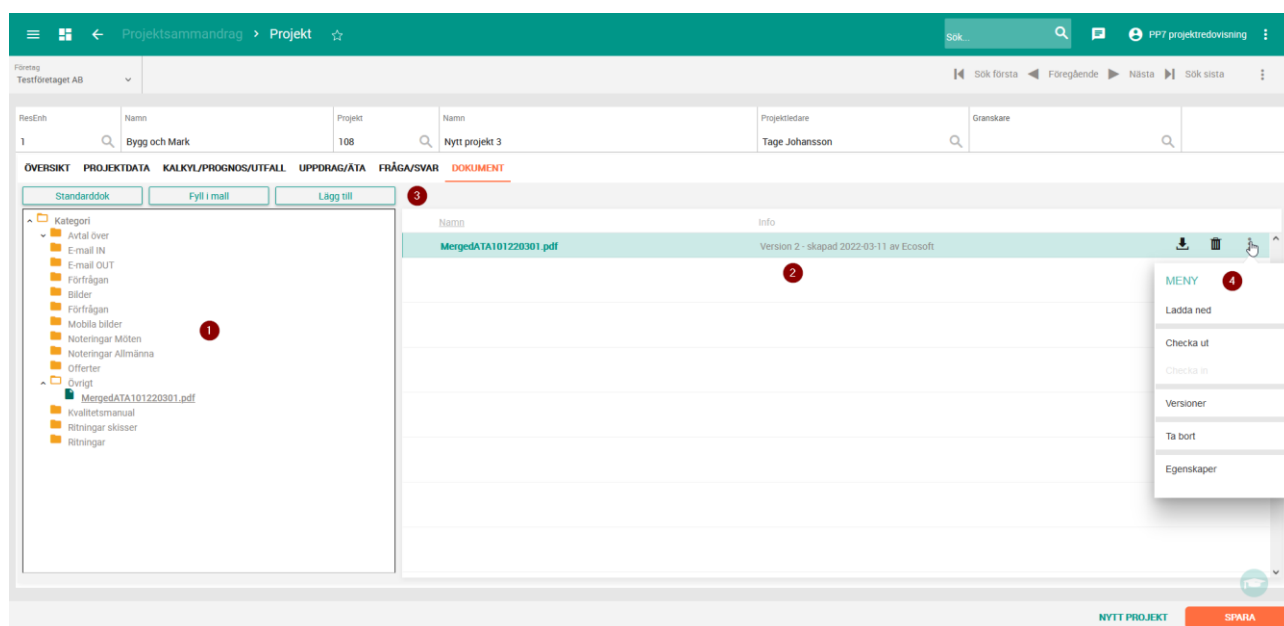 Projektsammandrag > Projekt
Sök...
PP7 projektredovisning
Företag
Testföretaget AB
Sök första Föregående Nästa Sök sista
ResEnh Namn Projekt Namn Projektledare Granskare
1 Bygg och Mark 108 Nytt projekt 3 Tage Johansson
ÖVERSIKT PROJEKTDATA KALKYL/PROGNOS/UTFALL UPPDRAG/ÄTA FRÅGA/SVAR DOKUMENT
Standarddok Fyll i mall Lägg till 3
Kategori
Avtal över
E-mail IN
E-mail OUT
Förfrågan
Bilder
Förfrågan
Mobila bilder
Noteringar Möten
Noteringar Allmänna
Offerter
Övrigt
MergedATA101220301.pdf
Kvalitetsmanual
Ritningar skisser
Ritningar
1
Namn Info
MergedATA101220301.pdf Version 2 - skapad 2022-03-11 av Ecosoft
2
MENY 4
Ladda ned
Checka ut
Checka in
Versioner
Ta bort
Egenskaper
NYTT PROJEKT SPARA